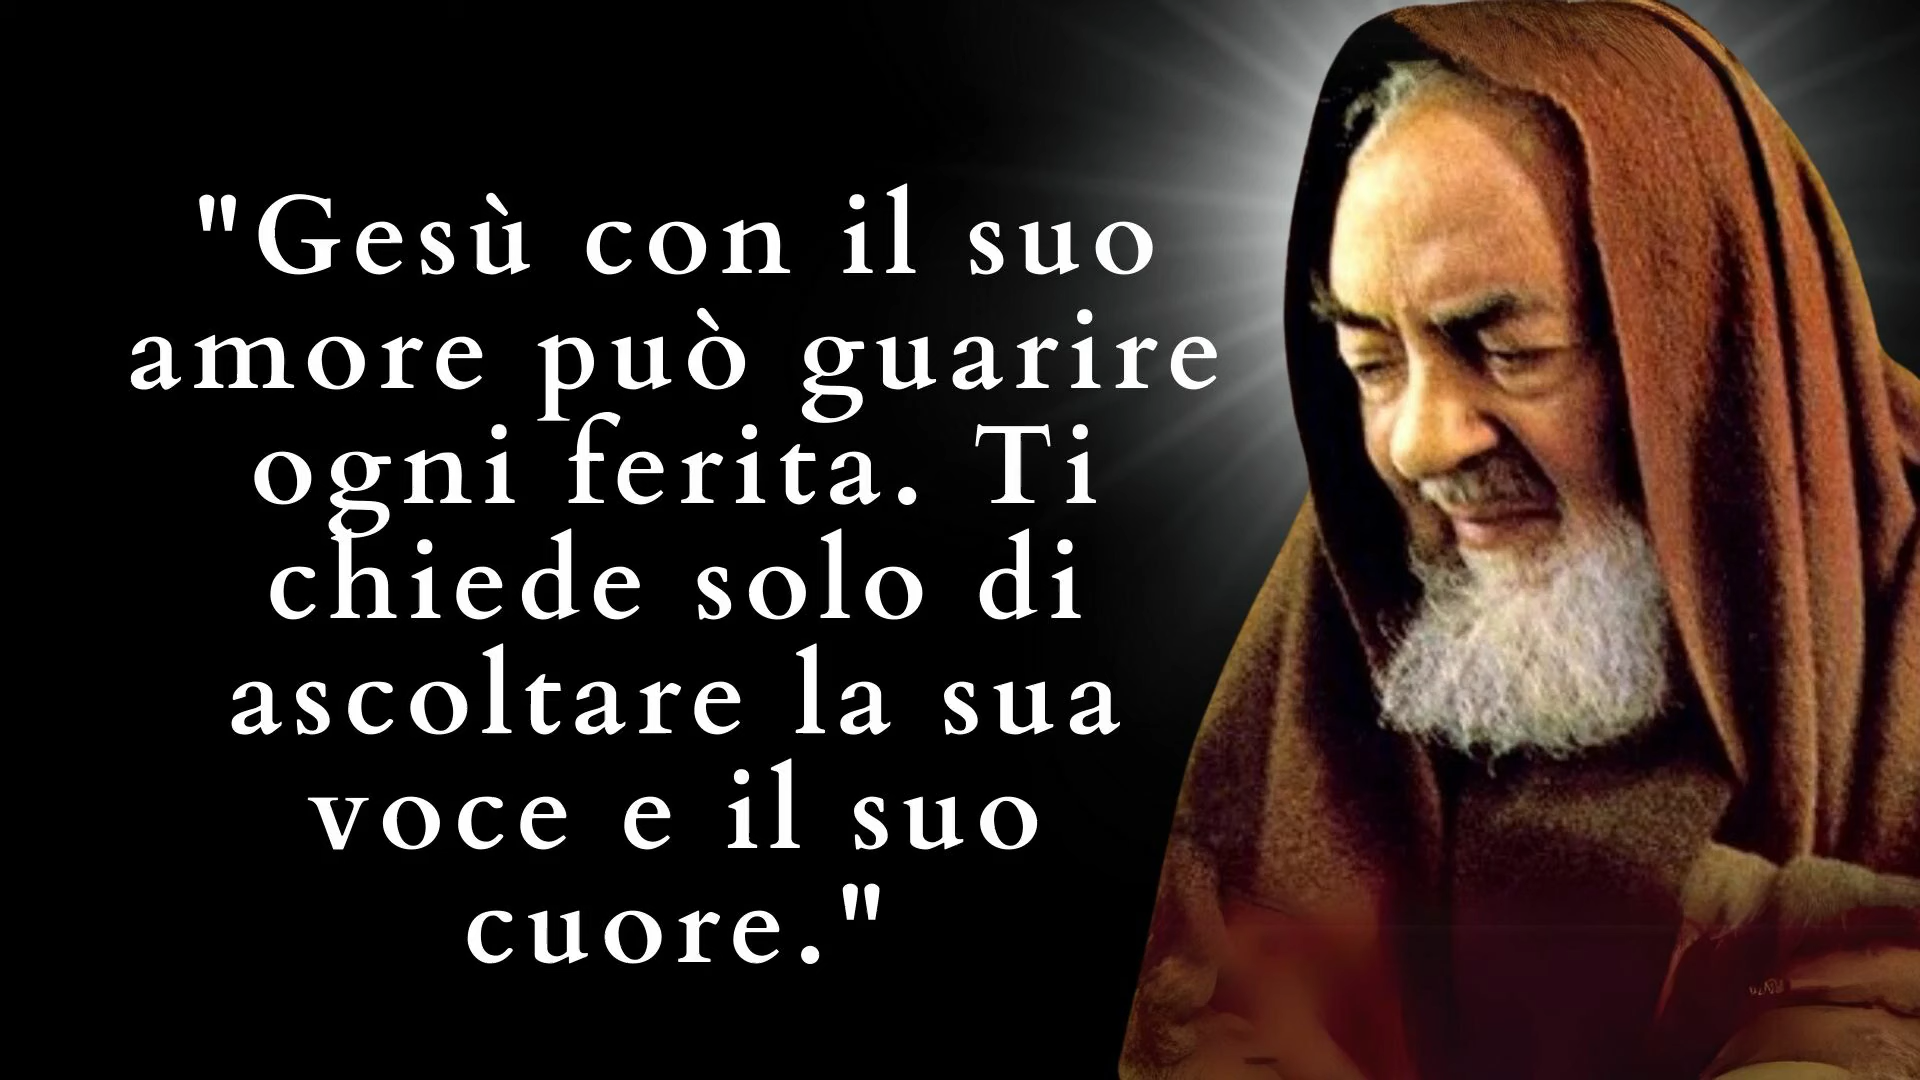 "Gesù con il suo
amore può guarire
ogni ferita. Ti
chiede solo di
ascoltare la sua
voce e il suo
cuore."